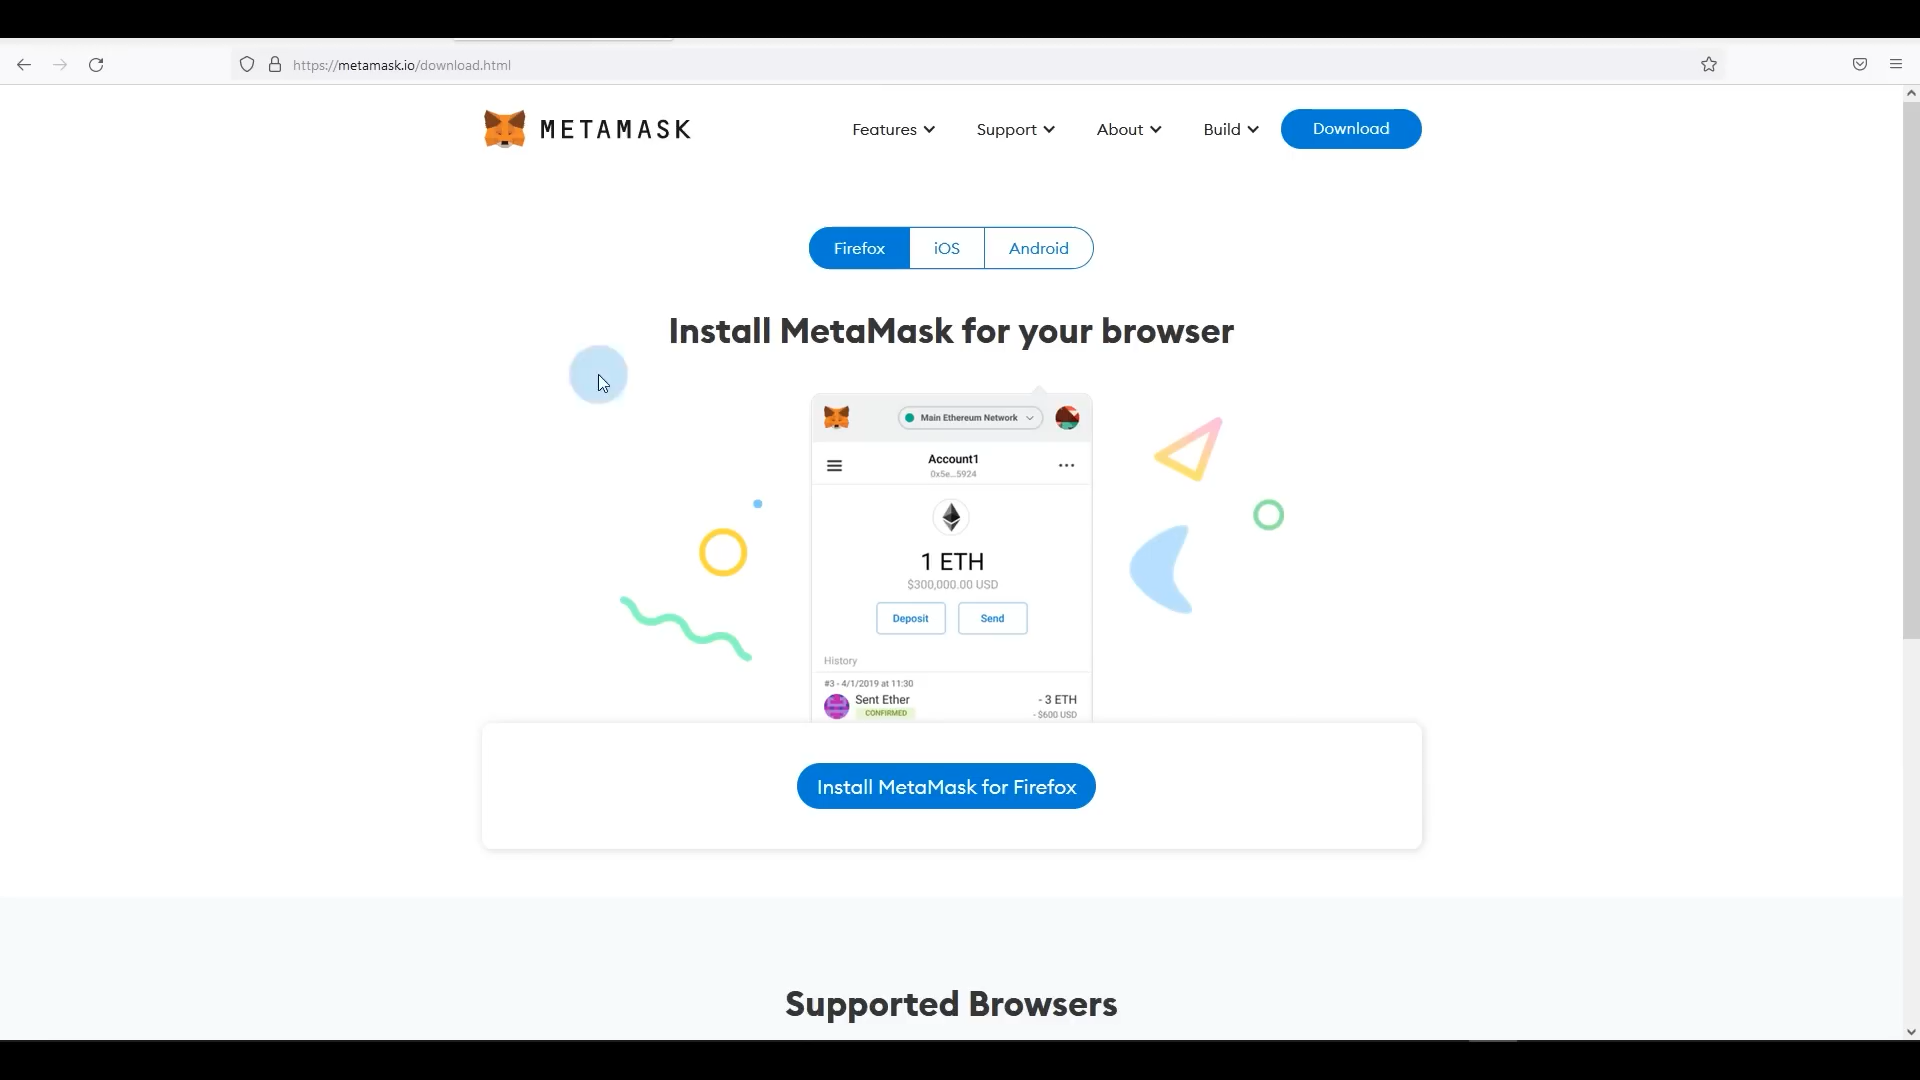 https://metamask.io/download.html
METAMASK
Features
Support
About
Build
Download
Firefox
iOS
Android
Install MetaMask for your browser
Main Ethereum Network
Account1
0x5e...5924
1 ETH
$300,000.00 USD
Deposit
Send
History
#3 - 4/1/2019 at 11:30
Sent Ether
- 3 ETH
CONFIRMED
- $600 USD
Install MetaMask for Firefox
Supported Browsers